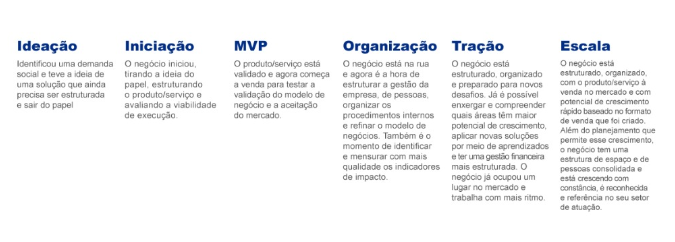 Ideação
Identificou uma demanda
social e teve a ideia de
uma solução que ainda
precisa ser estruturada
e sair do papel
Iniciação
O negócio iniciou,
tirando a ideia do
papel, estruturando
o produto/serviço e
avaliando a viabilidade
de execução.
MVP
O produto/serviço está
validado e agora começa
a venda para testar a
validação do modelo de
negócio e a aceitação
do mercado.
Organização
O negócio está na rua
e agora é a hora de
estruturar a gestão da
empresa, de pessoas,
organizar os
procedimentos internos
e refinar o modelo de
negócios. Também é o
momento de identificar
e mensurar com mais
qualidade os indicadores
de impacto.
Tração
O negócio está
estruturado, organizado
e preparado para novos
desafios. Já é possível
enxergar e compreender
quais áreas têm maior
potencial de crescimento,
aplicar novas soluções
por meio de aprendizados
e ter uma gestão financeira
mais estruturada. O
negócio já ocupou um
lugar no mercado e
trabalha com mais ritmo.
Escala
O negócio está
estruturado, organizado,
com o produto/serviço à
venda no mercado e com
potencial de crescimento
rápido baseado no formato
de venda que foi criado.
Além do planejamento que
permite esse crescimento,
o negócio tem uma
estrutura de espaço e de
pessoas consolidada e
está crescendo com
constância, é reconhecida
e referência no seu setor
de atuação.